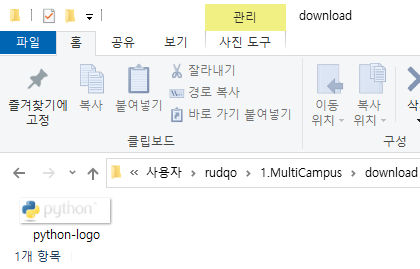 관리
download
파일
홈
공유
보기
사진 도구
즐겨찾기에
고정
복사
붙여넣기
잘라내기
경로 복사
바로 가기 붙여넣기
이동
위치
복사
위치
클립보드
구성
« 사용자 > rudqo > 1.MultiCampus > download
python
python-logo
1개 항목